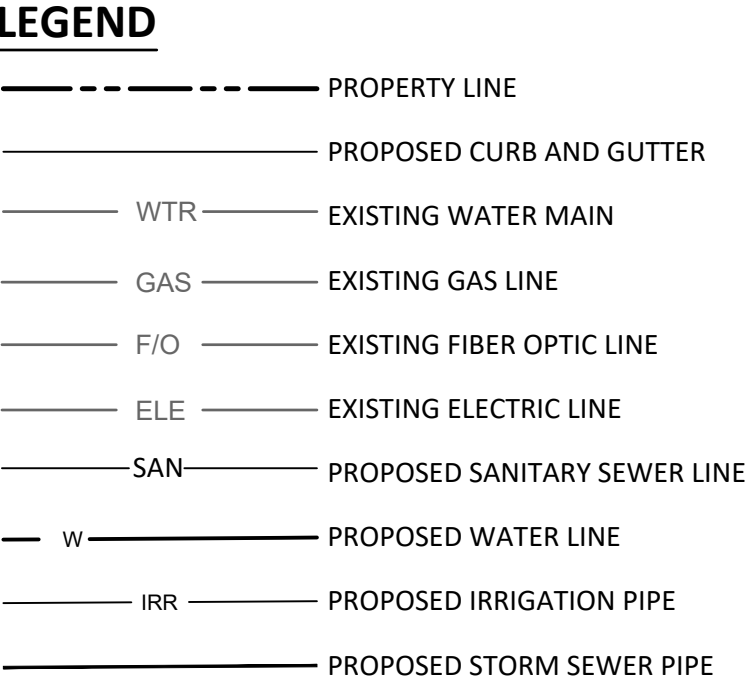 LEGEND
PROPERTY LINE
PROPOSED CURB AND GUTTER
WTR EXISTING WATER MAIN
GAS EXISTING GAS LINE
F/O EXISTING FIBER OPTIC LINE
ELE EXISTING ELECTRIC LINE
SAN PROPOSED SANITARY SEWER LINE
W PROPOSED WATER LINE
IRR PROPOSED IRRIGATION PIPE
PROPOSED STORM SEWER PIPE